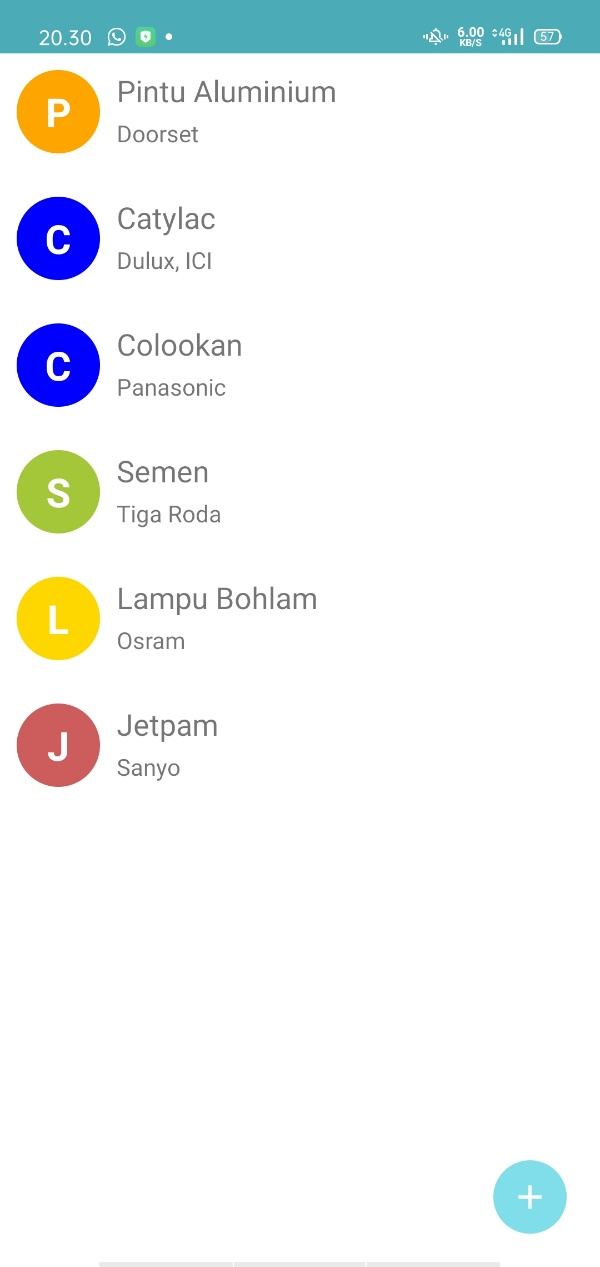 20.30
6.00
KB/S
4G
57
P
Pintu Aluminium
Doorset
C
Catylac
Dulux, ICI
C
Colookan
Panasonic
S
Semen
Tiga Roda
L
Lampu Bohlam
Osram
J
Jetpam
Sanyo
+